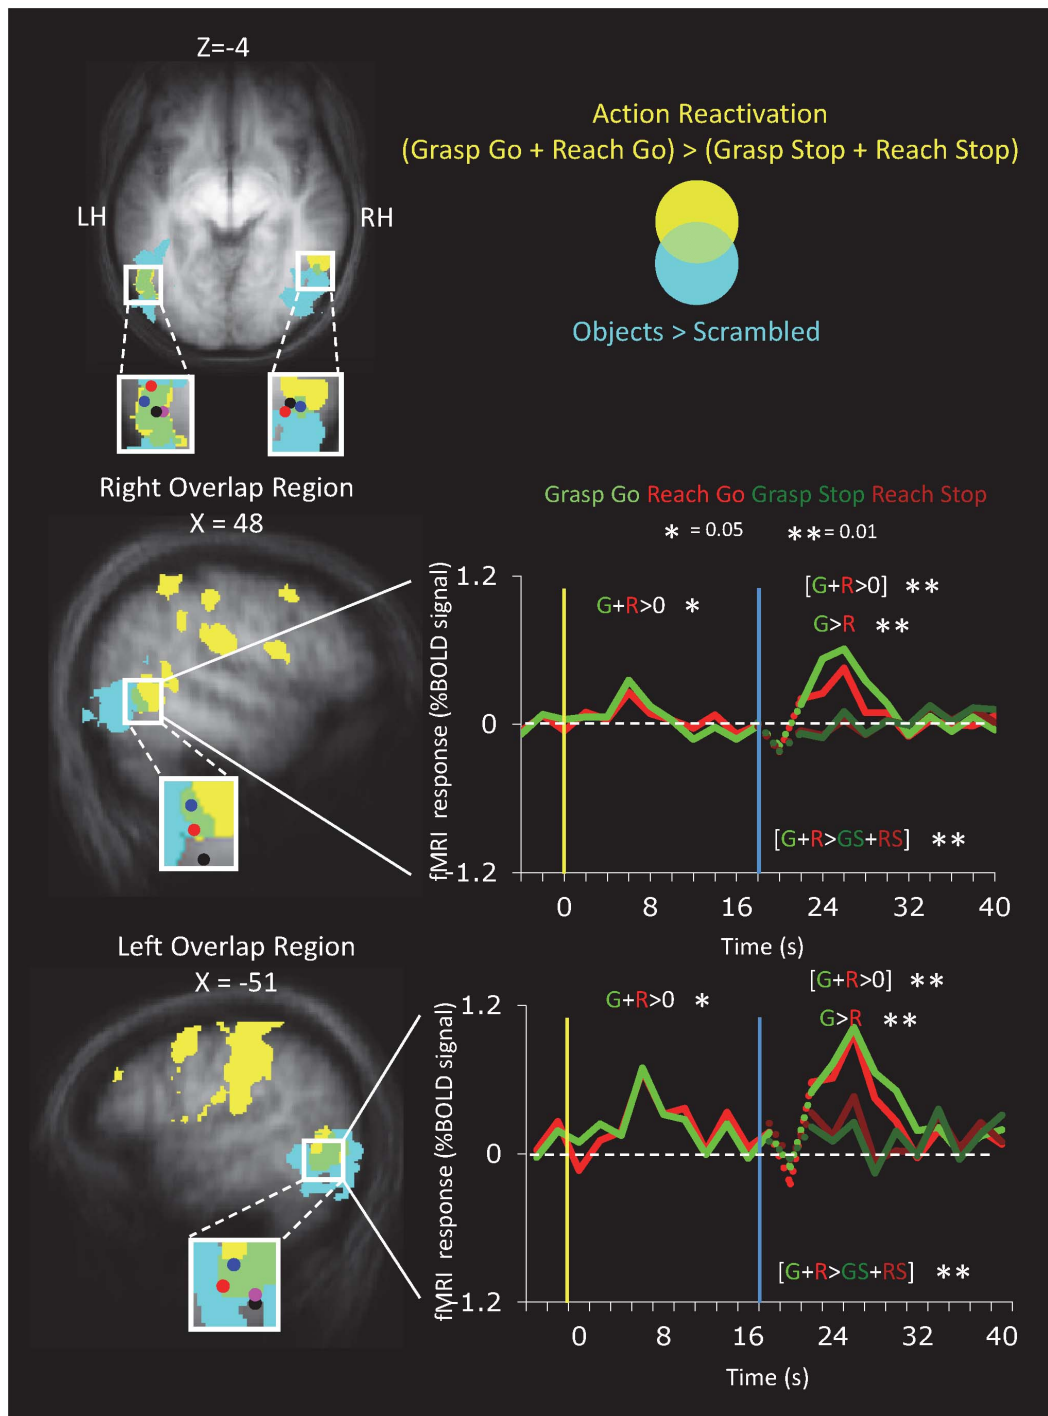 Z=-4
LH
RH
Action Reactivation
(Grasp Go + Reach Go) > (Grasp Stop + Reach Stop)
Objects > Scrambled
Right Overlap Region
X = 48
Grasp Go Reach Go Grasp Stop Reach Stop
* = 0.05 **= 0.01
fMRI response (%BOLD signal)
1.2
0
-1.2
G+R>0 *
[G+R>0] **
G>R **
[G+R>GS+RS] **
0 8 16 24 32 40
Time (s)
Left Overlap Region
X = -51
fMRI response (%BOLD signal)
1.2
0
-1.2
G+R>0 *
[G+R>0] **
G>R **
[G+R>GS+RS] **
0 8 16 24 32 40
Time (s)